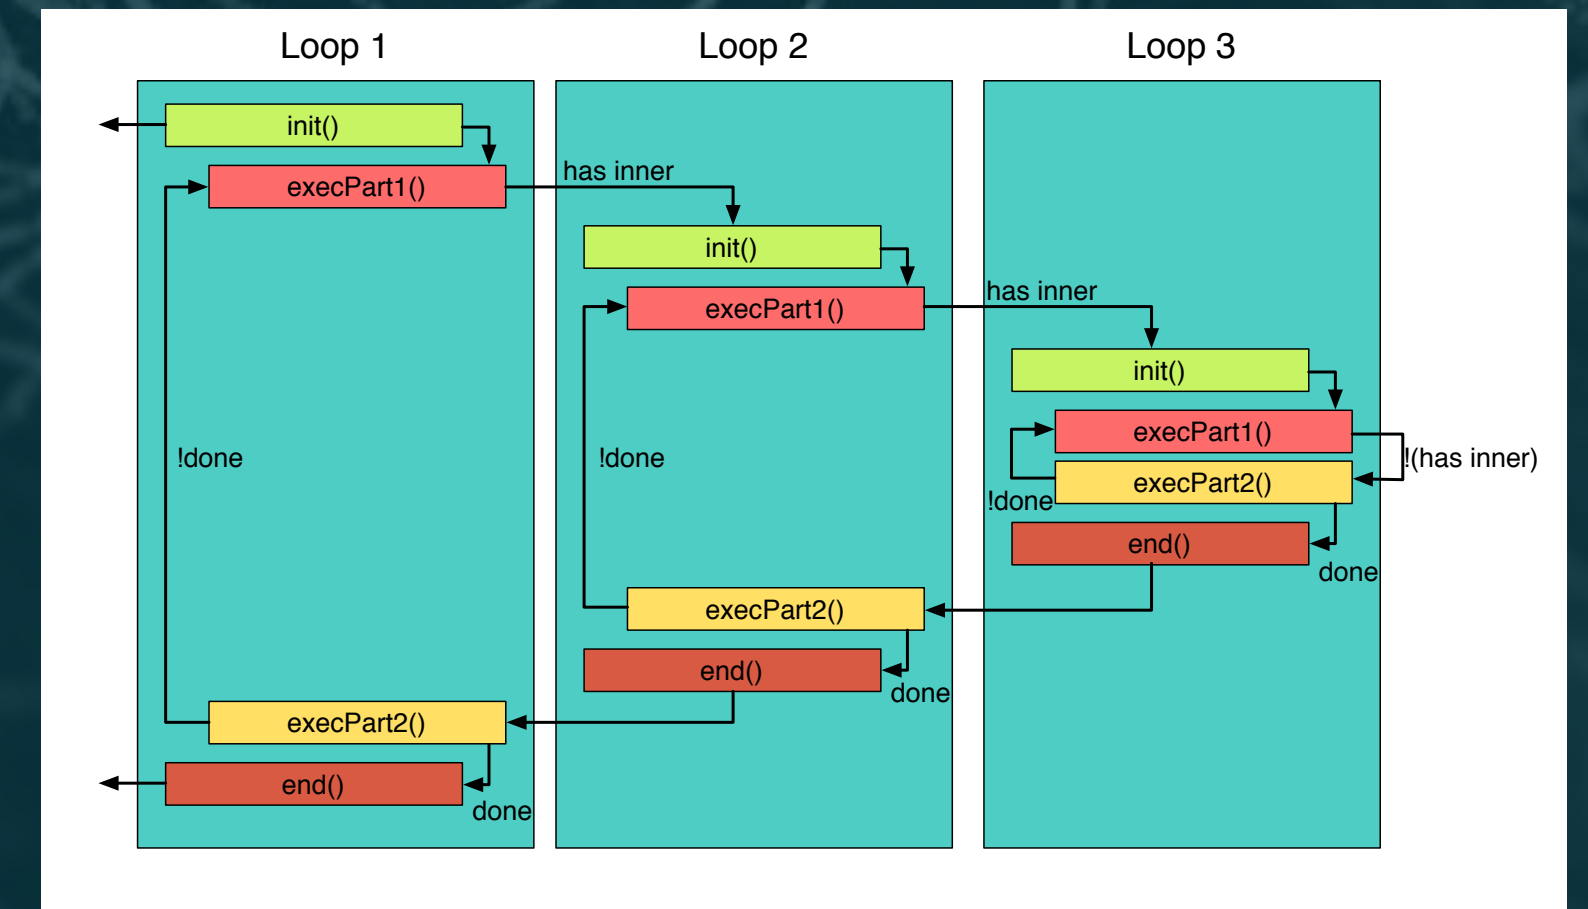 Loop 1
Loop 2
Loop 3
init()
execPart1()
has inner
init()
execPart1()
has inner
init()
execPart1()
!(has inner)
execPart2()
!done
!done
!done
end()
done
execPart2()
end()
done
execPart2()
end()
done